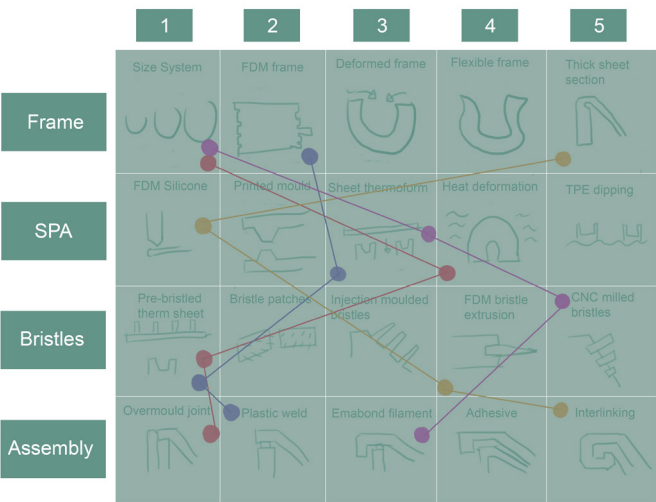 1 2 3 4 5
Frame
Size System
FDM frame
Deformed frame
Flexible frame
Thick sheet
section
SPA
FDM Silicone
Printed mould
Sheet thermoform
Heat deformation
TPE dipping
Bristles
Pre-bristled
therm sheet
Bristle patches
Injection moulded
bristles
FDM bristle
extrusion
CNC milled
bristles
Assembly
Overmould joint
Plastic weld
Emabond filament
Adhesive
Interlinking